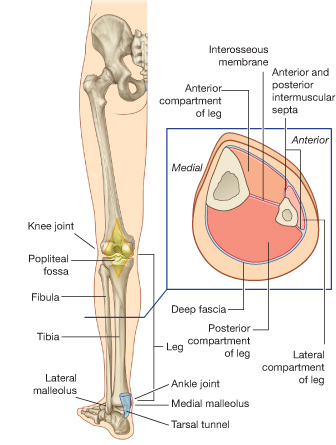 Interosseous
membrane
Anterior and
posterior
intermuscular
septa
Anterior
compartment
of leg
Anterior
Medial
Knee joint
Popliteal
fossa
Fibula
Deep fascia
Posterior
compartment
of leg
Tibia
Leg
Lateral
compartment
of leg
Lateral
malleolus
Ankle joint
Medial malleolus
Tarsal tunnel